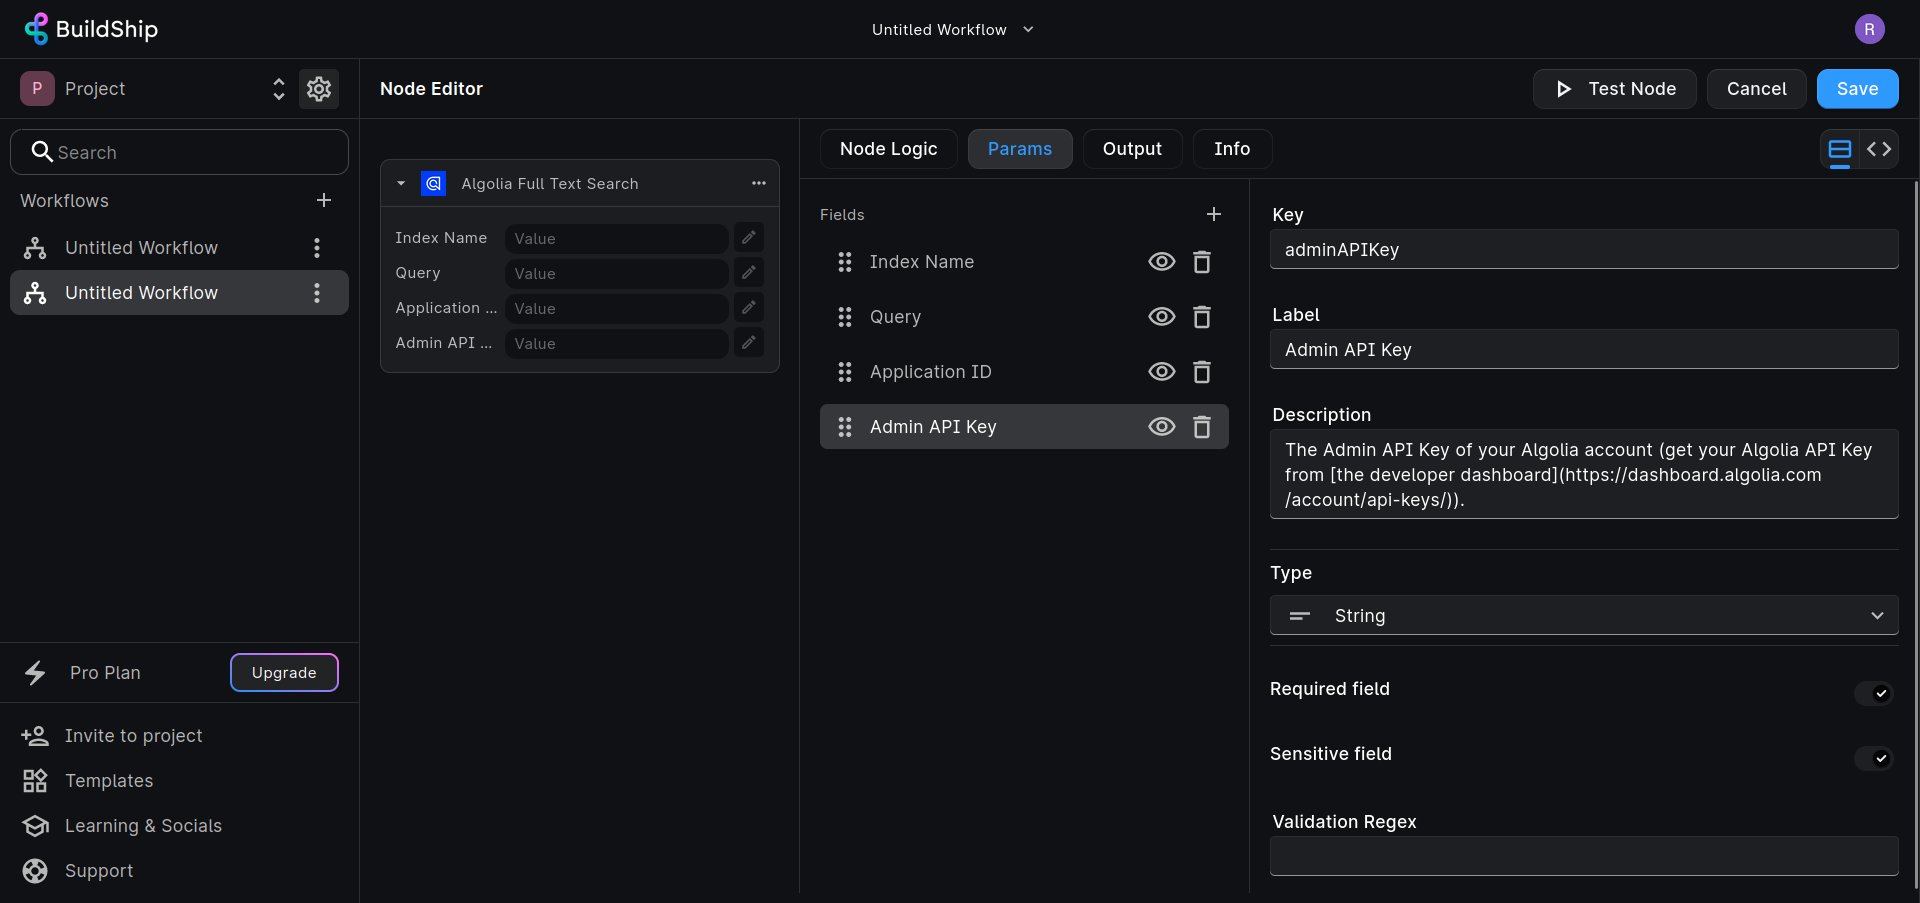 BuildShip
Untitled Workflow
R
P
Project
Node Editor
Test Node
Cancel
Save
Search
Workflows
Untitled Workflow
Untitled Workflow
Pro Plan
Upgrade
Invite to project
Templates
Learning & Socials
Support
Algolia Full Text Search
Index Name
Value
Query
Value
Application ...
Value
Admin API ...
Value
Node Logic
Params
Output
Info
Fields
Index Name
Query
Application ID
Admin API Key
Key
adminAPIKey
Label
Admin API Key
Description
The Admin API Key of your Algolia account (get your Algolia API Key
from [the developer dashboard](https://dashboard.algolia.com
/account/api-keys/)).
Type
String
Required field
Sensitive field
Validation Regex